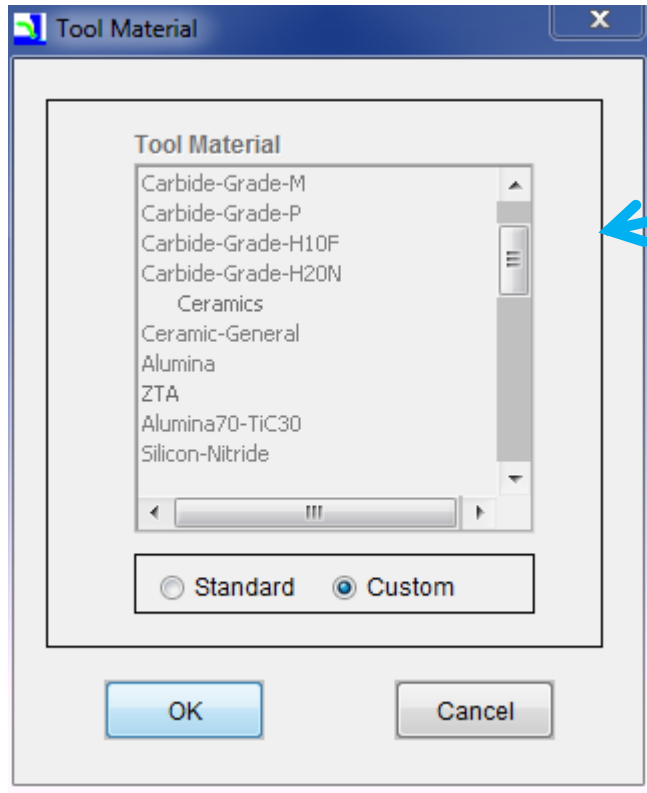 Tool Material
X
Tool Material
Carbide-Grade-M
Carbide-Grade-P
Carbide-Grade-H10F
Carbide-Grade-H20N
Ceramics
Ceramic-General
Alumina
ZTA
Alumina70-TiC30
Silicon-Nitride
Standard Custom
OK Cancel